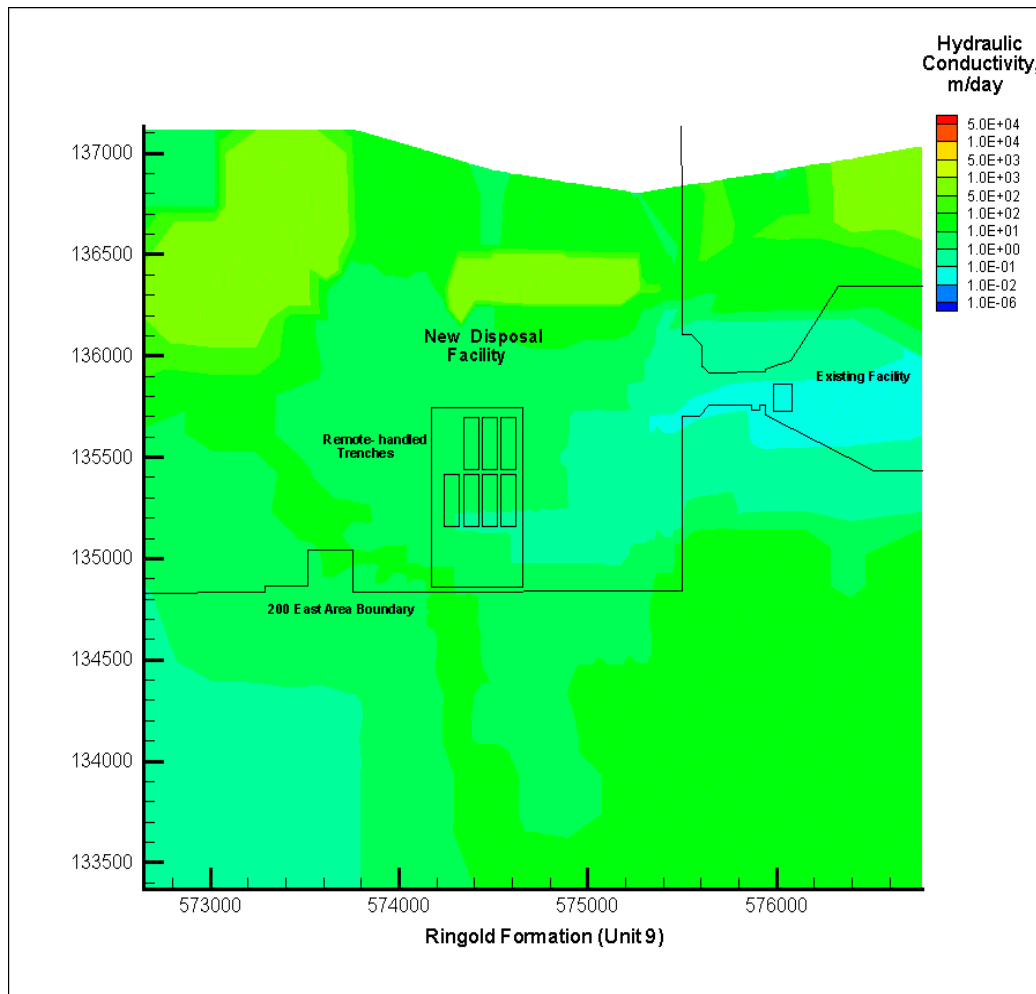 Hydraulic
Conductivity,
m/day
5.0E+04
1.0E+04
5.0E+03
1.0E+03
5.0E+02
1.0E+02
1.0E+01
1.0E+00
1.0E-01
1.0E-02
1.0E-06
137000
136500
136000
135500
135000
134500
134000
133500
New Disposal
Facility
Existing Facility
Remote- handled
Trenches
200 East Area Boundary
573000
574000
575000
576000
Ringold Formation (Unit 9)